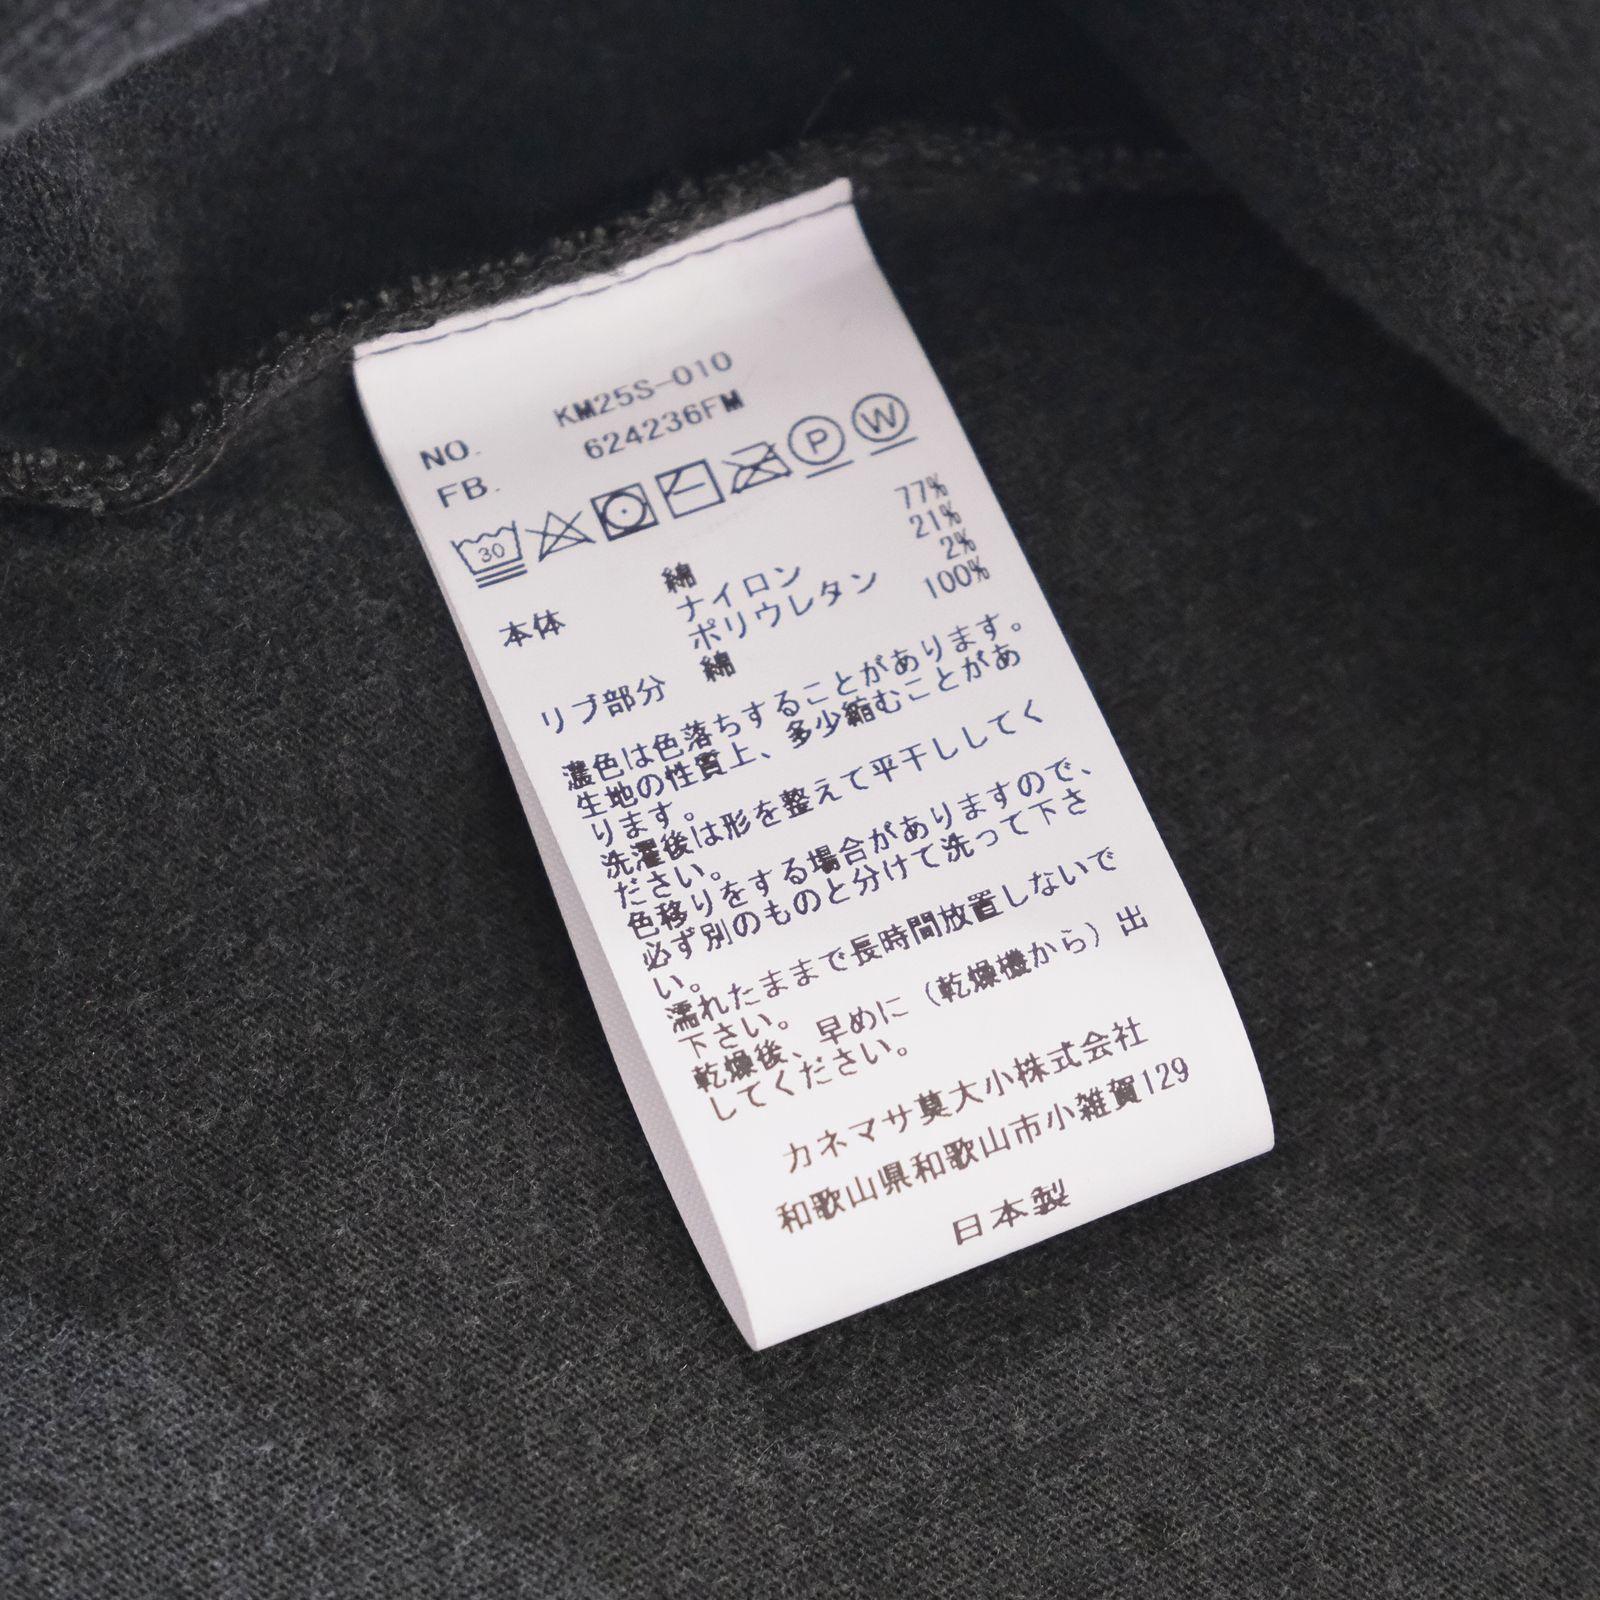 NO. KM25S-010
FB. 624236FM
30 P W
本体 綿 77%
ナイロン 21%
ポリウレタン 2%
リブ部分 綿 100%
濃色は色落ちすることがあります。
生地の性質上、多少縮むことがあ
ります。
洗濯後は形を整えて平干ししてく
ださい。
色移りをする場合がありますので、
必ず別のものと分けて洗って下さ
い。
濡れたままで長時間放置しないで
下さい。
乾燥後、早めに（乾燥機から）出
してください。
カネマサ莫大小株式会社
和歌山県和歌山市小雑賀129
日本製